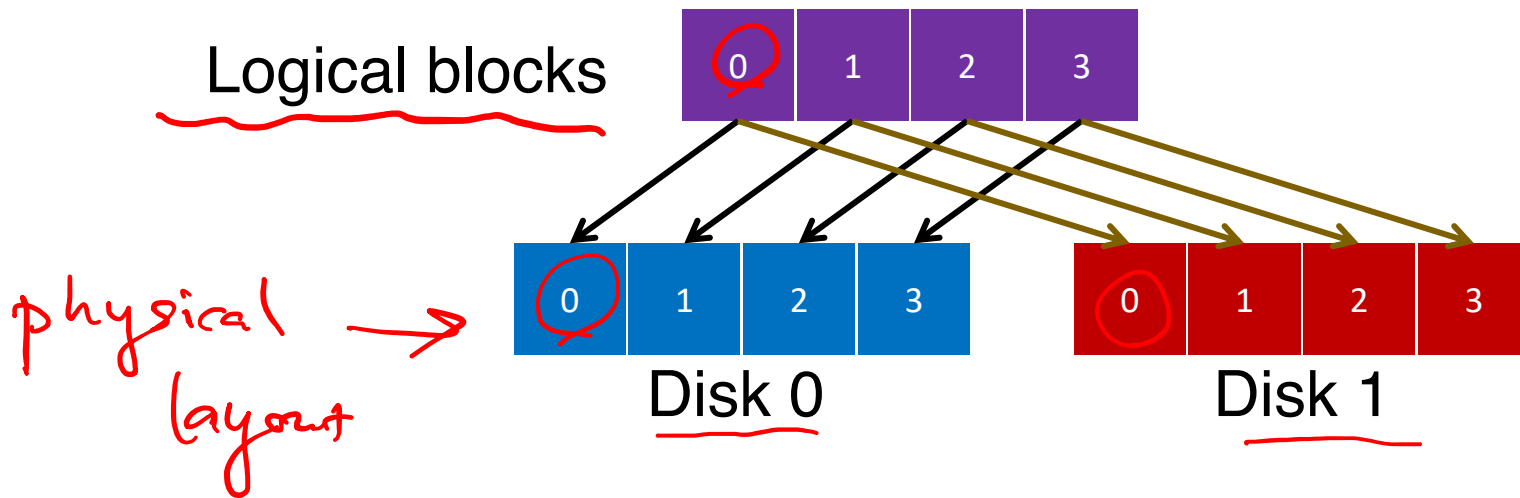 Logical blocks
0 1 2 3
physical
layout
0 1 2 3
0 1 2 3
Disk 0
Disk 1